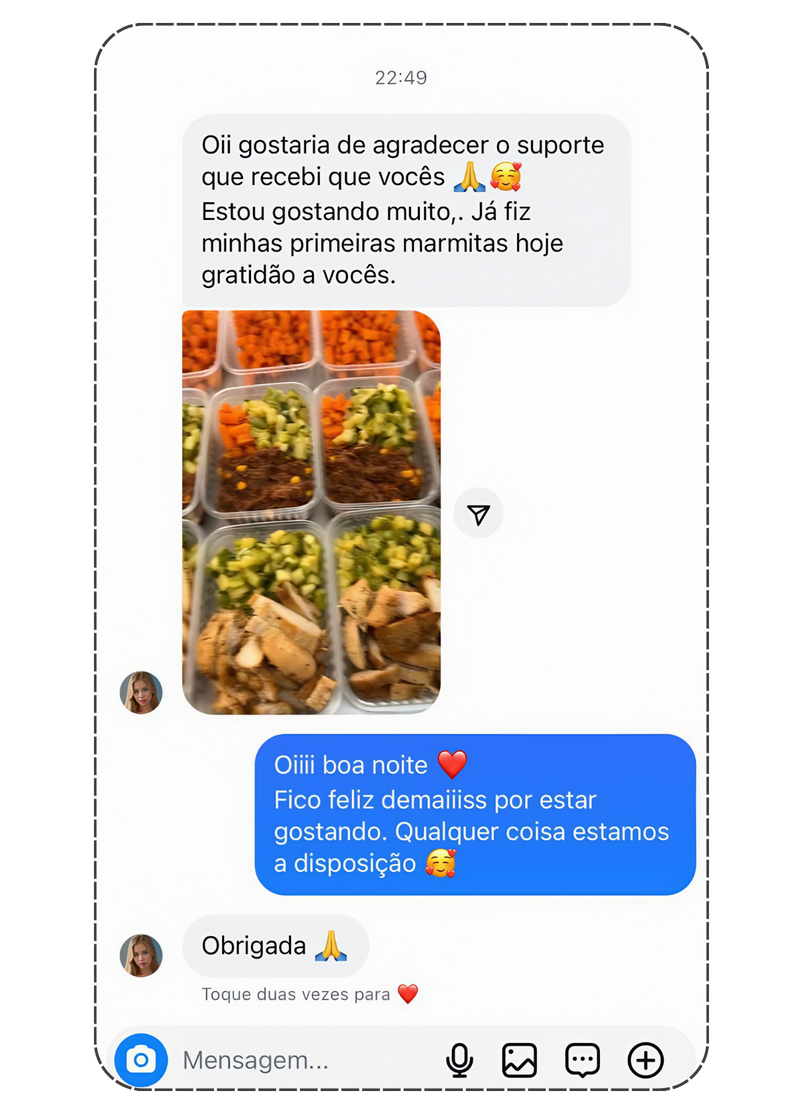 22:49
Oii gostaria de agradecer o suporte
que recebi que vocês 🙏🥰
Estou gostando muito,. Já fiz
minhas primeiras marmitas hoje
gratidão a vocês.
Oiiii boa noite ❤️
Fico feliz demaiiiss por estar
gostando. Qualquer coisa estamos
a disposição 🥰
Obrigada 🙏
Toque duas vezes para ❤️
Mensagem...